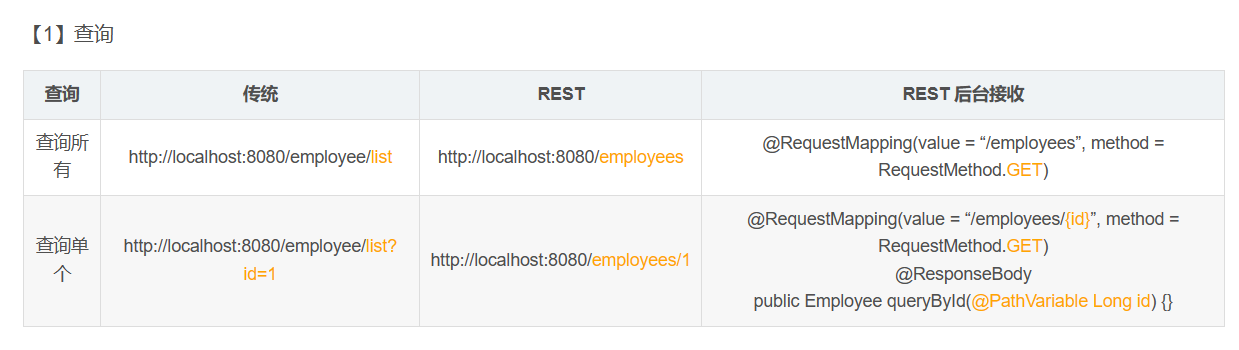 【1】查询
查询 传统 REST REST 后台接收
查询所有
http://localhost:8080/employee/list
http://localhost:8080/employees
@RequestMapping(value = “/employees”, method =
RequestMethod.GET)
查询单个
http://localhost:8080/employee/list?
id=1
http://localhost:8080/employees/1
@RequestMapping(value = “/employees/{id}”, method =
RequestMethod.GET)
@ResponseBody
public Employee queryById(@PathVariable Long id) {}